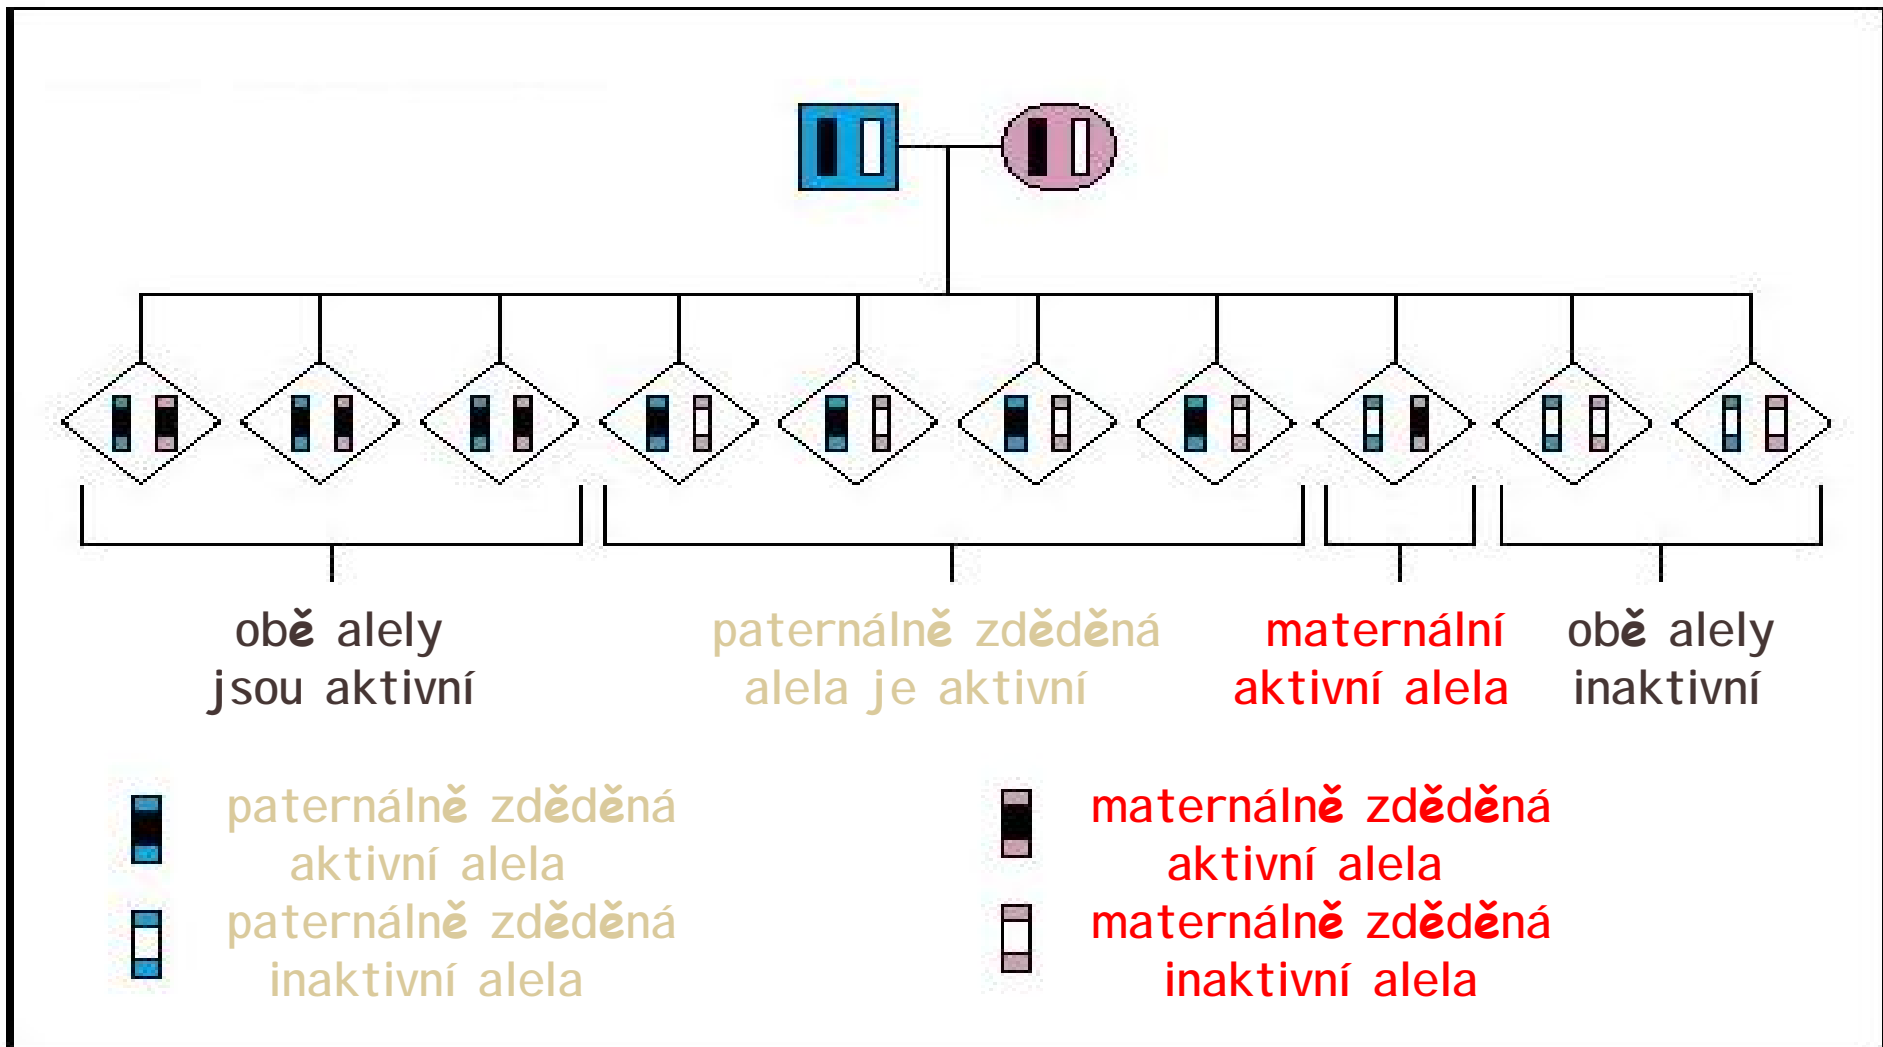 obě alely
jsou aktivní
paternálně zděděná
alela je aktivní
maternální
aktivní alela
obě alely
inaktivní
paternálně zděděná
aktivní alela
paternálně zděděná
inaktivní alela
maternálně zděděná
aktivní alela
maternálně zděděná
inaktivní alela